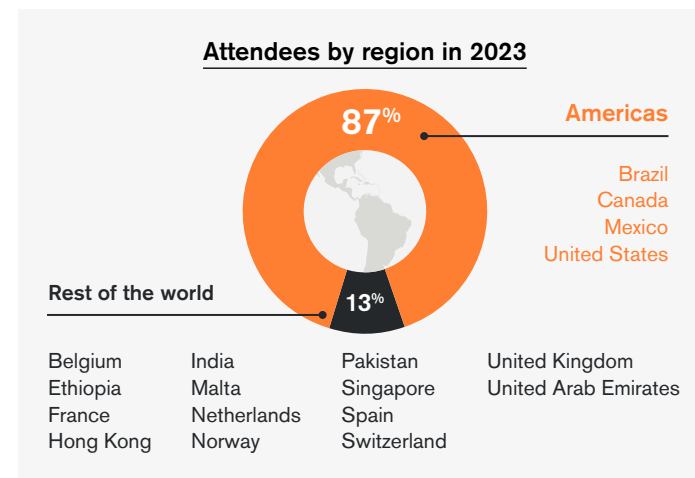 Attendees by region in 2023
87%
Americas
Brazil
Canada
Mexico
United States
Rest of the world
13%
Belgium
Ethiopia
France
Hong Kong
India
Malta
Netherlands
Norway
Pakistan
Singapore
Spain
Switzerland
United Kingdom
United Arab Emirates